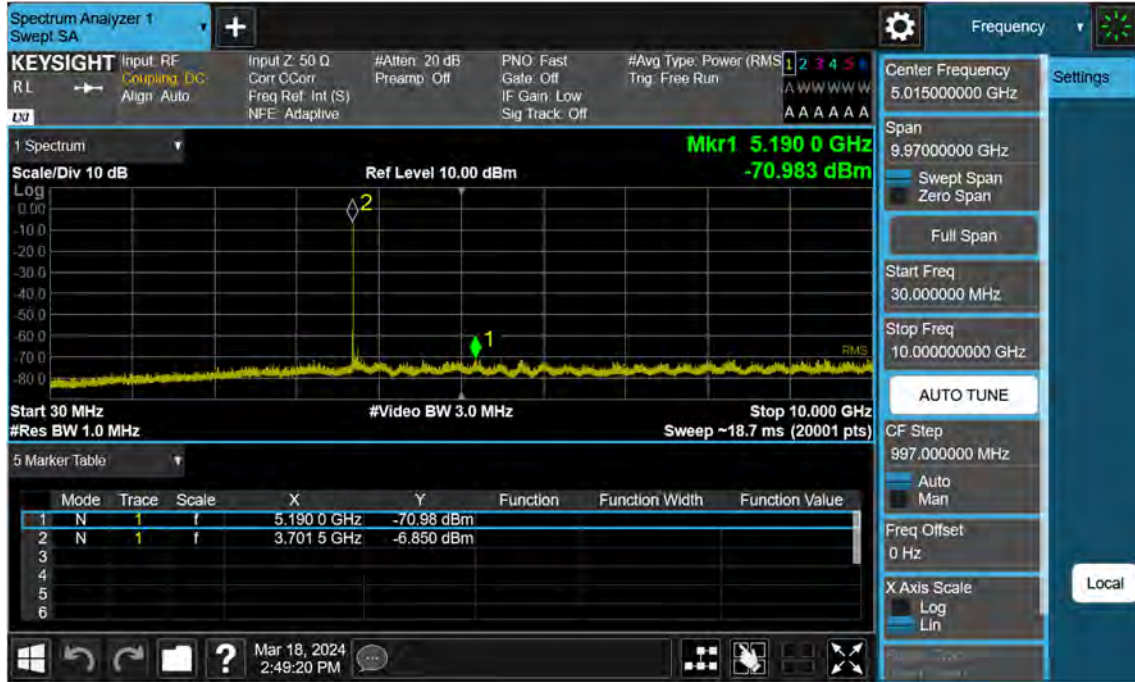 Spectrum Analyzer 1
Swept SA
+
Frequency
KEYSIGHT
RL
LXI
Input: RF
Coupling: DC
Align: Auto
Input Z: 50 Ω
Corr CCorr
Freq Ref: Int (S)
NFE: Adaptive
#Atten: 20 dB
Preamp: Off
PNO: Fast
Gate: Off
IF Gain: Low
Sig Track: Off
#Avg Type: Power (RMS
Trig: Free Run
1 2 3 4 5 6
A W W W W W
A A A A A A
1 Spectrum
Scale/Div 10 dB
Ref Level 10.00 dBm
Mkr1 5.190 0 GHz
-70.983 dBm
Log
0.00
-10.0
-20.0
-30.0
-40.0
-50.0
-60.0
-70.0
-80.0
2
1
RMS
Start 30 MHz
#Video BW 3.0 MHz
Stop 10.000 GHz
#Res BW 1.0 MHz
Sweep ~18.7 ms (20001 pts)
5 Marker Table
Mode Trace Scale X Y Function Function Width Function Value
1 N 1 f 5.190 0 GHz -70.98 dBm
2 N 1 f 3.701 5 GHz -6.850 dBm
3
4
5
6
Mar 18, 2024
2:49:20 PM
Center Frequency
5.015000000 GHz
Settings
Span
9.97000000 GHz
Swept Span
Zero Span
Full Span
Start Freq
30.000000 MHz
Stop Freq
10.000000000 GHz
AUTO TUNE
CF Step
997.000000 MHz
Auto
Man
Freq Offset
0 Hz
X Axis Scale
Log
Lin
Local